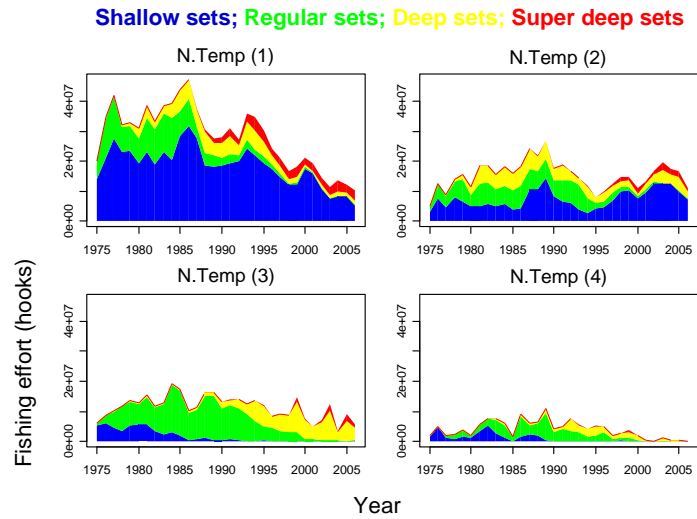 Shallow sets; Regular sets; Deep sets; Super deep sets
N.Temp (1)
0e+00 2e+07 4e+07
1975 1980 1985 1990 1995 2000 2005
N.Temp (2)
0e+00 2e+07 4e+07
1975 1980 1985 1990 1995 2000 2005
N.Temp (3)
0e+00 2e+07 4e+07
1975 1980 1985 1990 1995 2000 2005
N.Temp (4)
0e+00 2e+07 4e+07
1975 1980 1985 1990 1995 2000 2005
Fishing effort (hooks)
Year